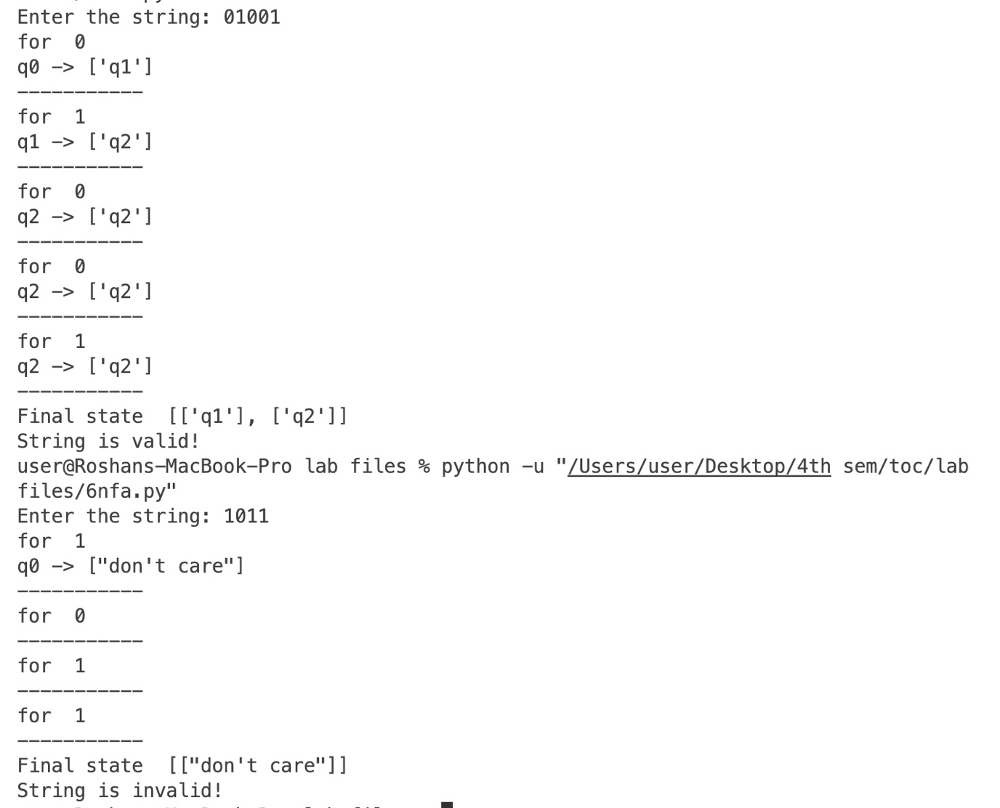 Enter the string: 01001
for  0
q0 -> ['q1']
-----------
for  1
q1 -> ['q2']
-----------
for  0
q2 -> ['q2']
-----------
for  0
q2 -> ['q2']
-----------
for  1
q2 -> ['q2']
-----------
Final state  [['q1'], ['q2']]
String is valid!
user@Roshans-MacBook-Pro lab files % python -u "/Users/user/Desktop/4th sem/toc/lab
files/6nfa.py"
Enter the string: 1011
for  1
q0 -> ["don't care"]
-----------
for  0
-----------
for  1
-----------
for  1
-----------
Final state  [["don't care"]]
String is invalid!